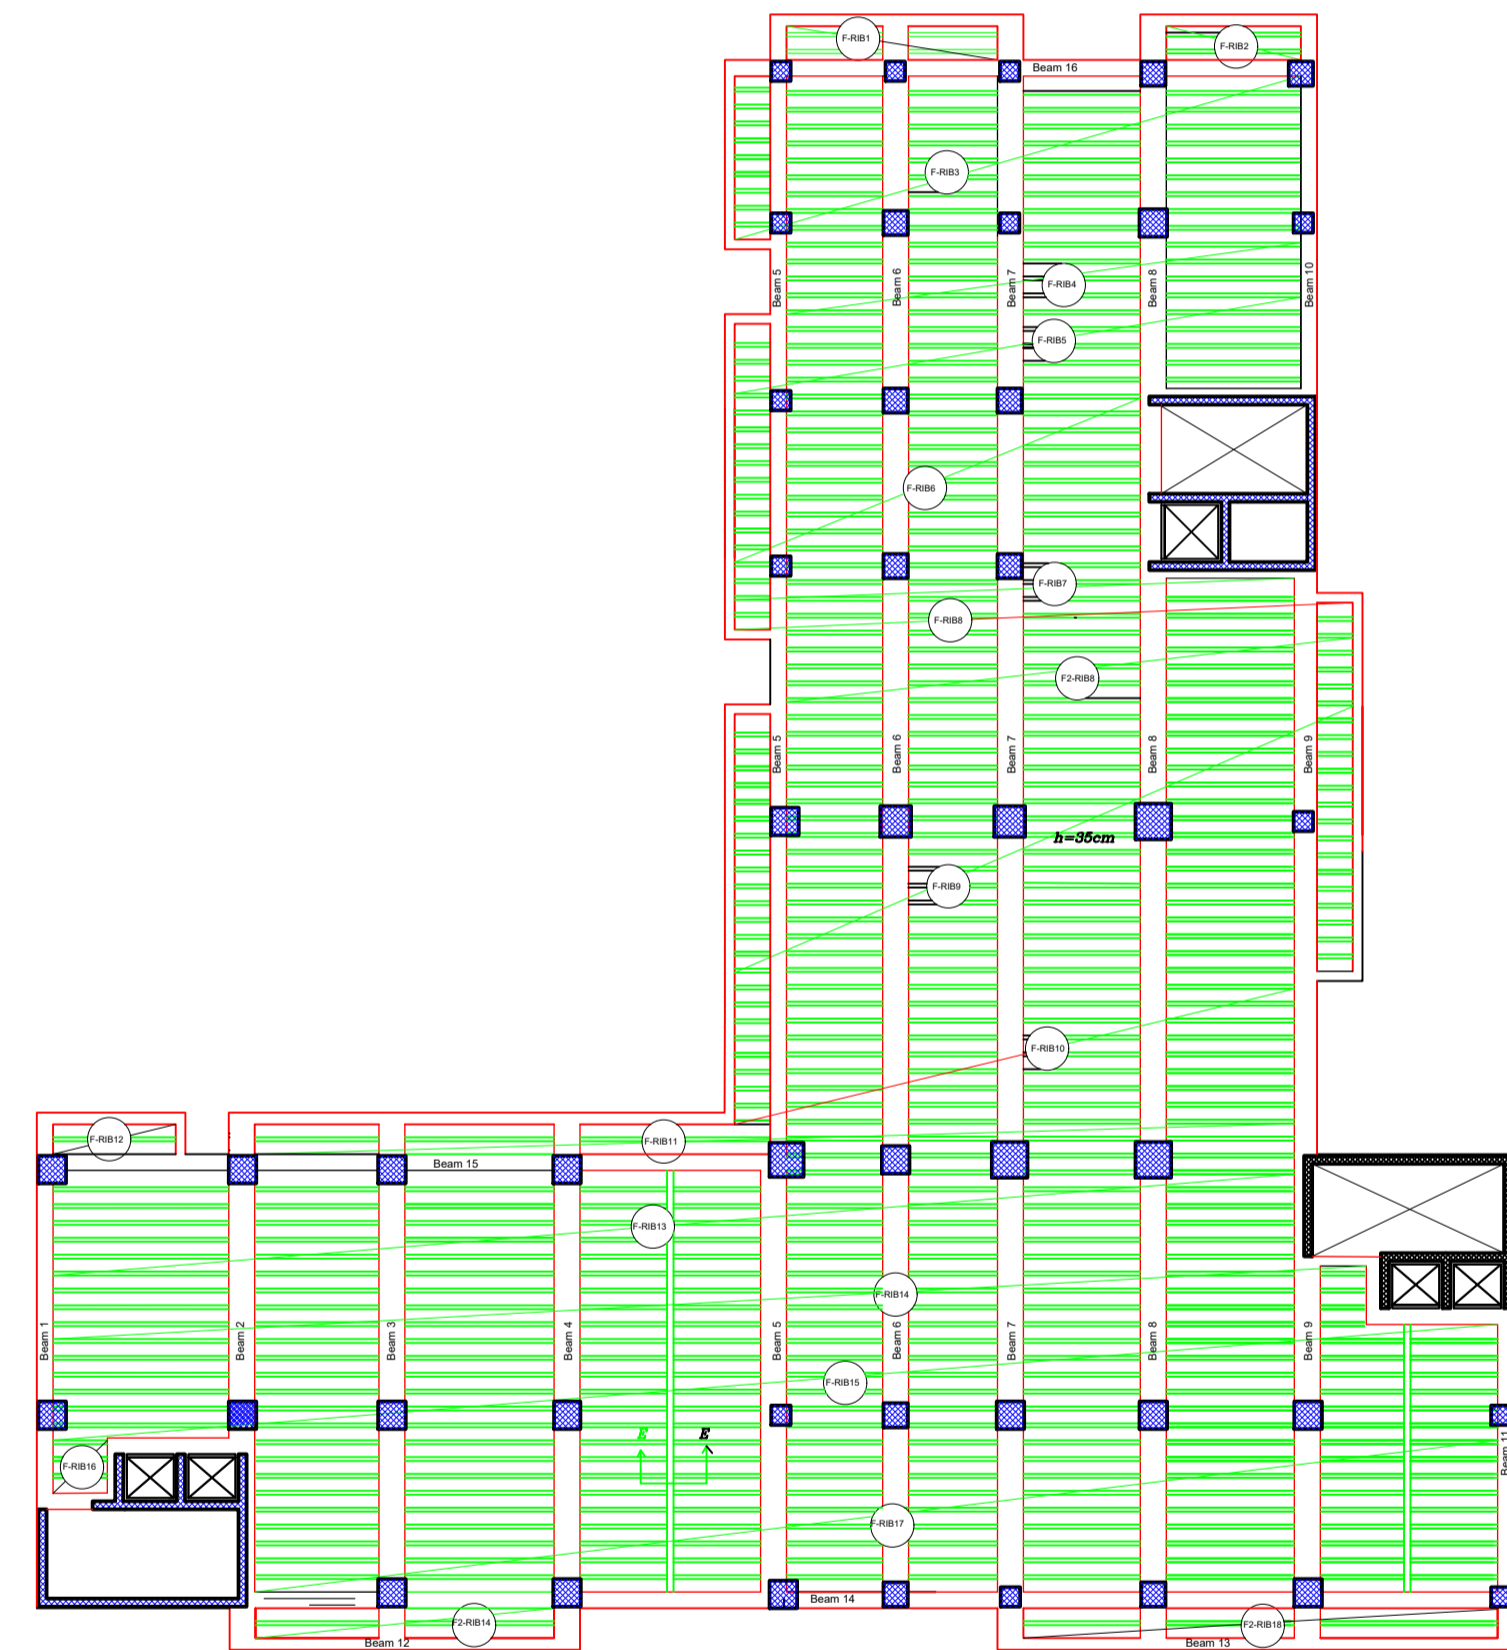 F-RIB1
F-RIB2
Beam 16
F-RIB3
Beam 5
Beam 6
Beam 7
Beam 8
Beam 10
F-RIB4
F-RIB5
F-RIB6
F-RIB7
F-RIB8
F2-RIB8
Beam 5
Beam 6
Beam 7
Beam 8
Beam 9
h=35cm
F-RIB9
F-RIB10
F-RIB12
F-RIB11
Beam 15
F-RIB13
F-RIB14
Beam 1
Beam 2
Beam 3
Beam 4
Beam 5
Beam 6
Beam 7
Beam 8
Beam 9
F-RIB15
E
E
Beam 11
F-RIB16
F-RIB17
Beam 14
F2-RIB14
F2-RIB18
Beam 12
Beam 13